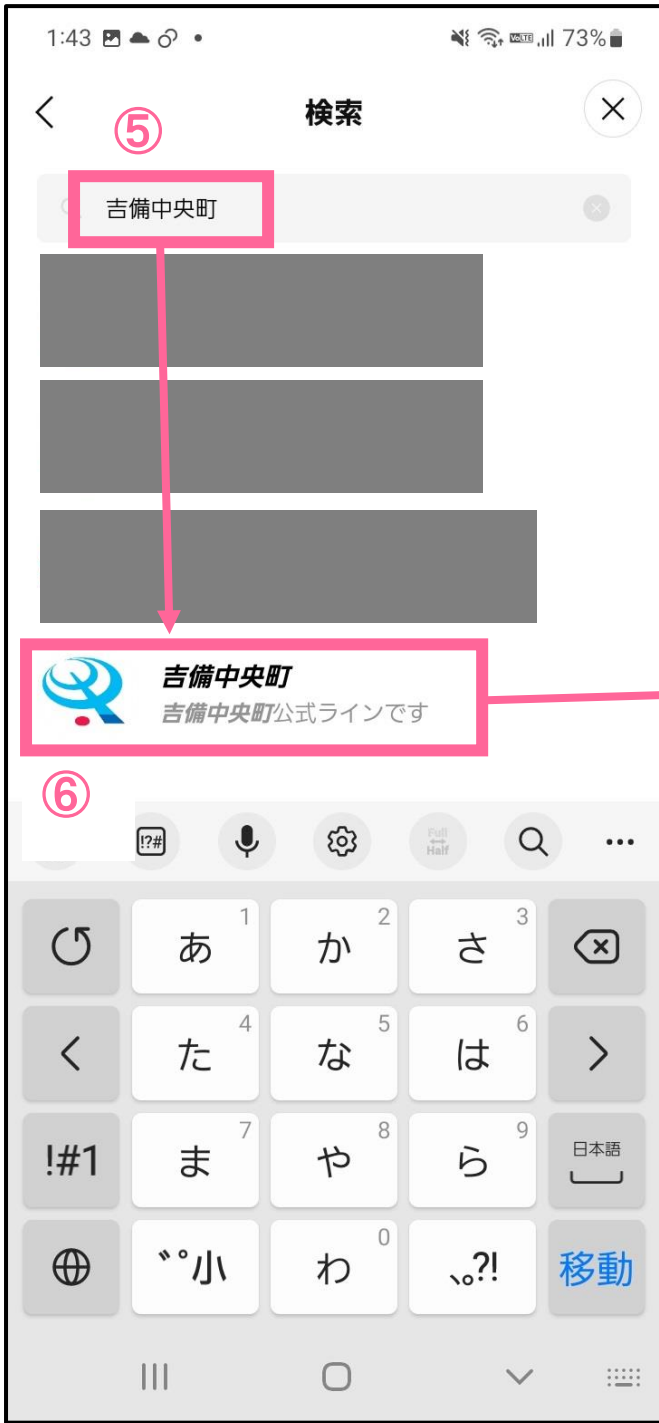 1:43 73%
検索
⑤
吉備中央町
吉備中央町
吉備中央町公式ラインです
⑥
!?# Full Half
あ 1 か 2 さ 3
た 4 な 5 は 6
!#1 ま 7 や 8 ら 9 日本語
゛゜小 わ 0 、。?! 移動